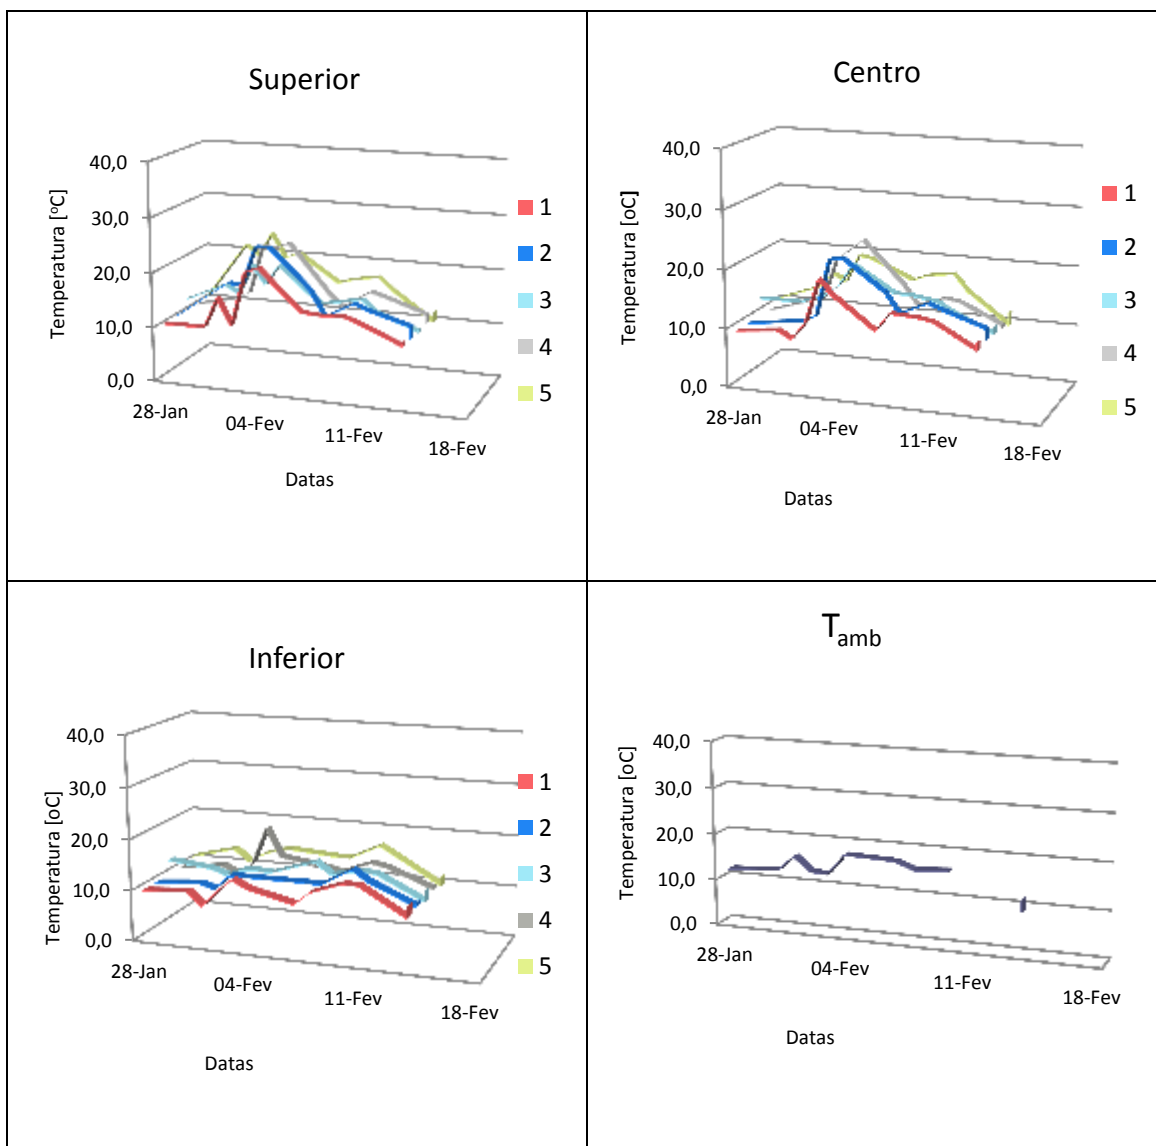 Superior
Temperatura [ºC]
40,0
30,0
20,0
10,0
0,0
28-Jan
04-Fev
11-Fev
18-Fev
Datas
1
2
3
4
5
Centro
Temperatura [oC]
40,0
30,0
20,0
10,0
0,0
28-Jan
04-Fev
11-Fev
18-Fev
Datas
1
2
3
4
5
Inferior
Temperatura [oC]
40,0
30,0
20,0
10,0
0,0
28-Jan
04-Fev
11-Fev
18-Fev
Datas
1
2
3
4
5
Tamb
Temperatura [oC]
40,0
30,0
20,0
10,0
0,0
28-Jan
04-Fev
11-Fev
18-Fev
Datas